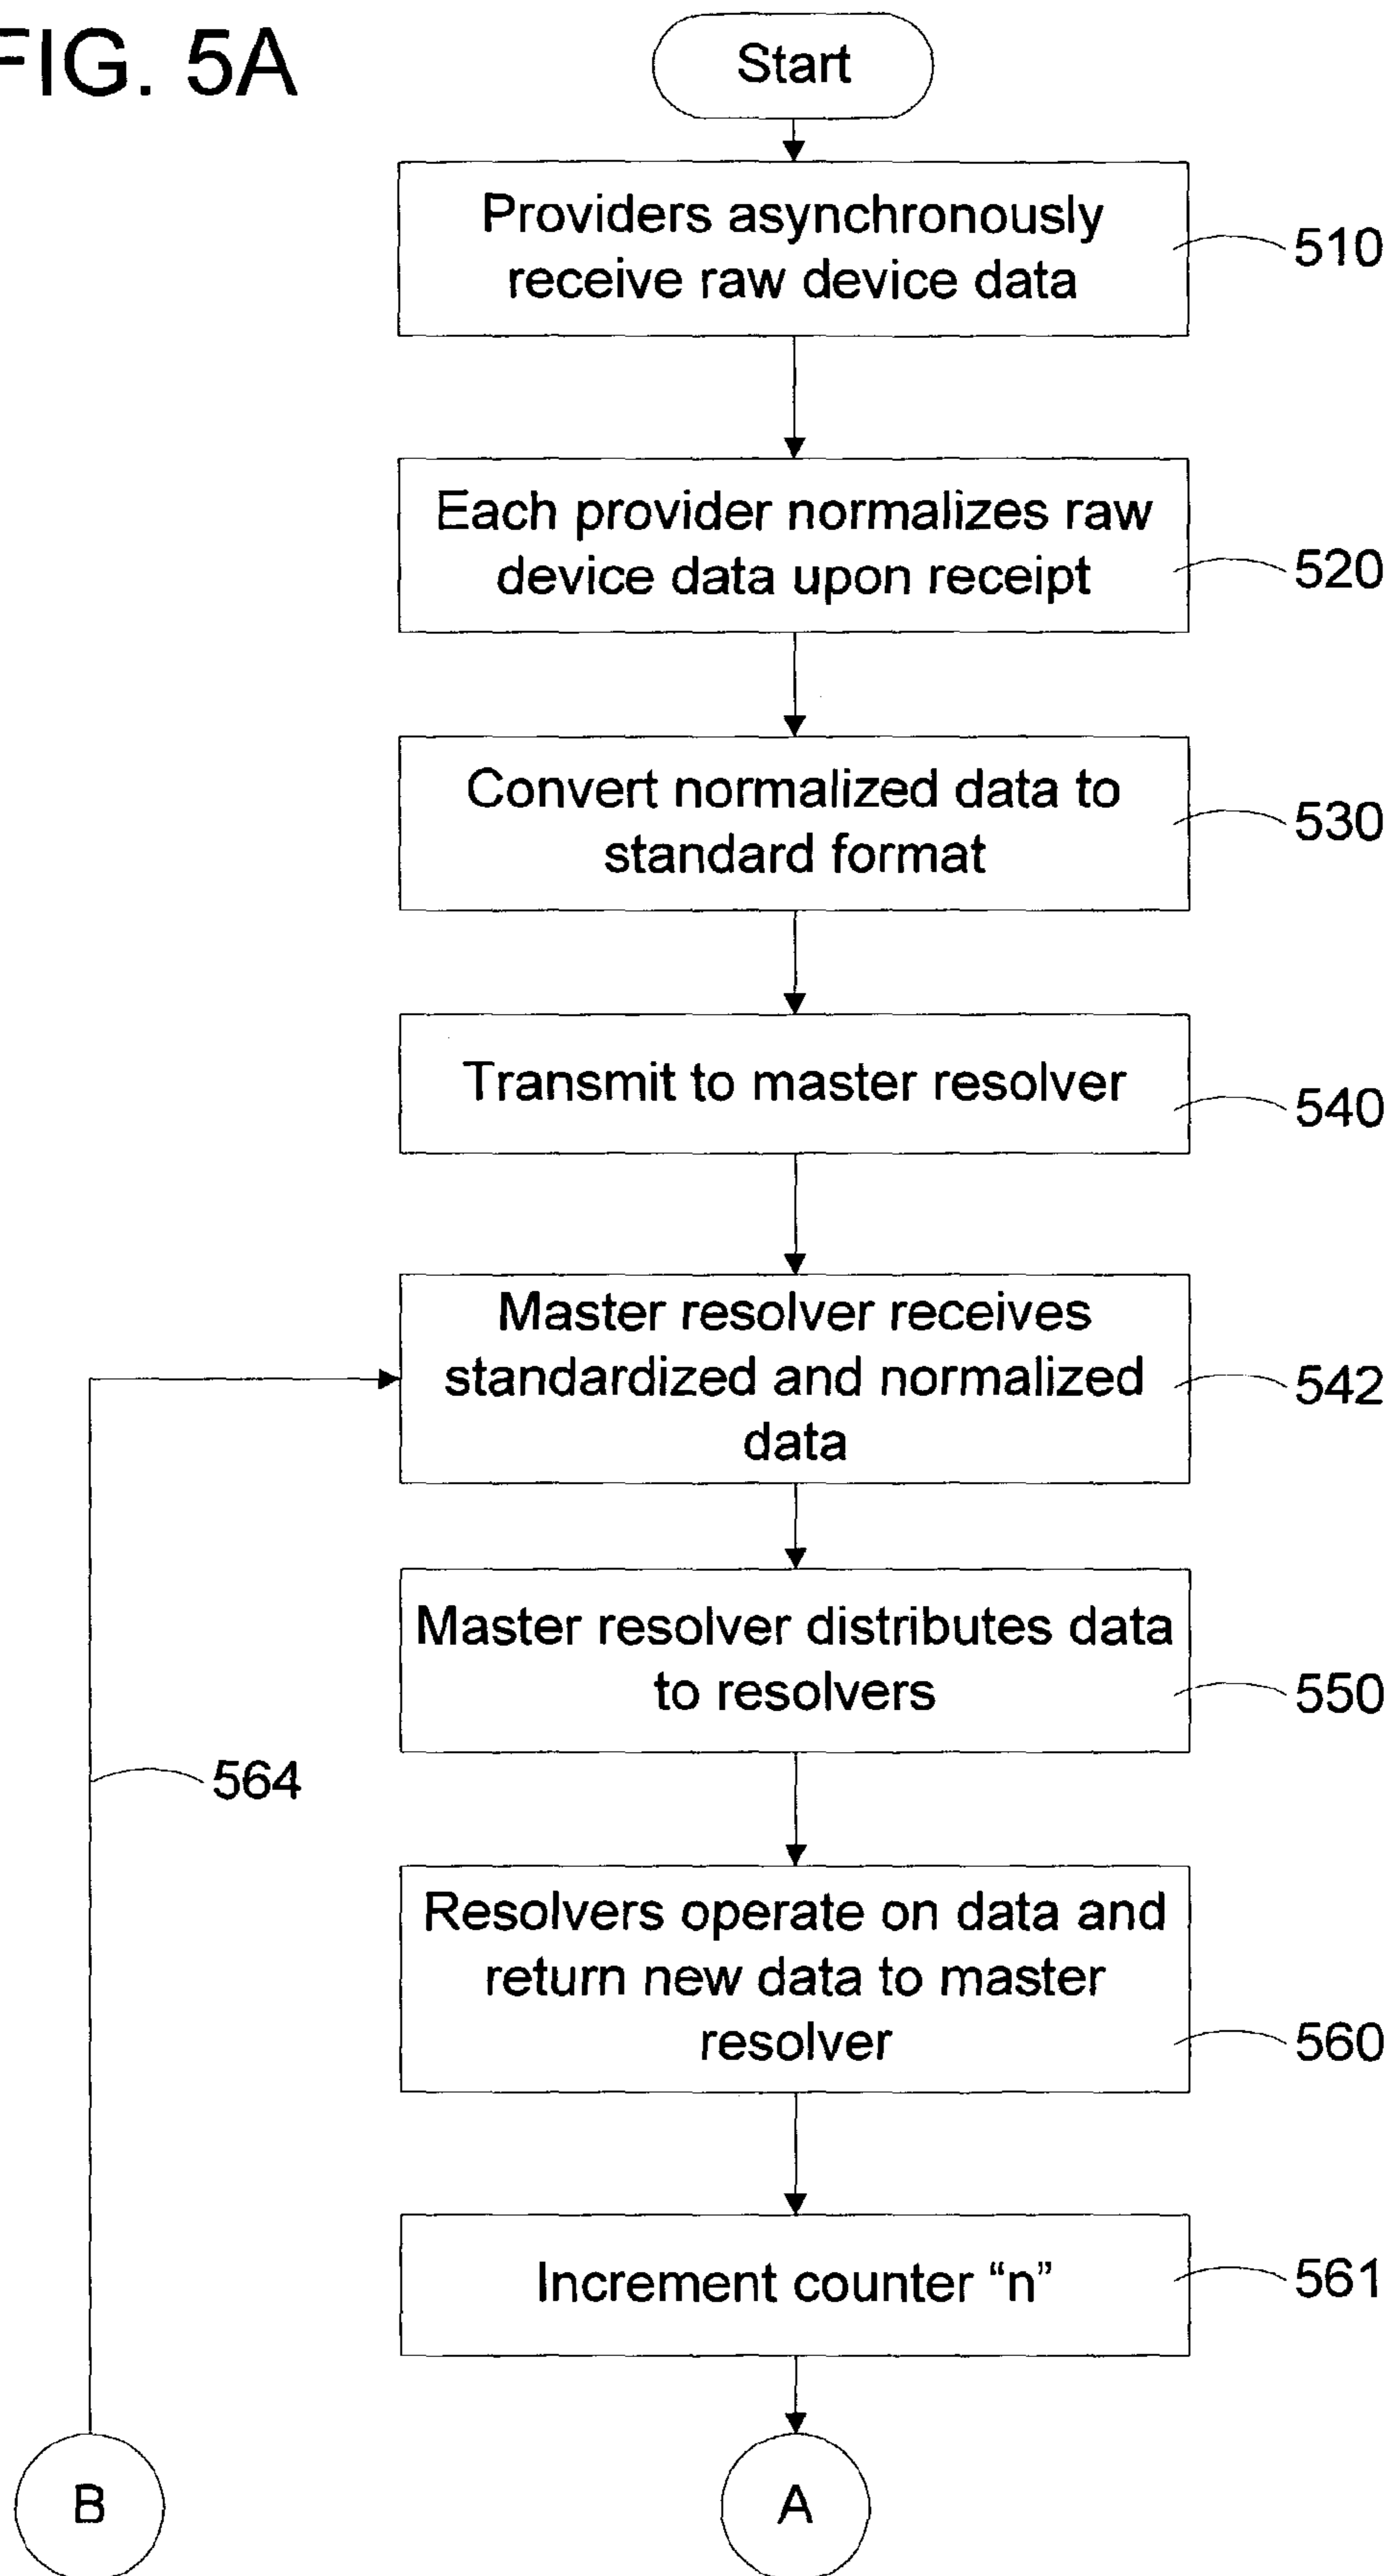 FIG. 5A
Start
Providers asynchronously
receive raw device data
510
Each provider normalizes raw
device data upon receipt
520
Convert normalized data to
standard format
530
Transmit to master resolver
540
Master resolver receives
standardized and normalized
data
542
Master resolver distributes data
to resolvers
550
564
Resolvers operate on data and
return new data to master
resolver
560
Increment counter “n”
561
B
A